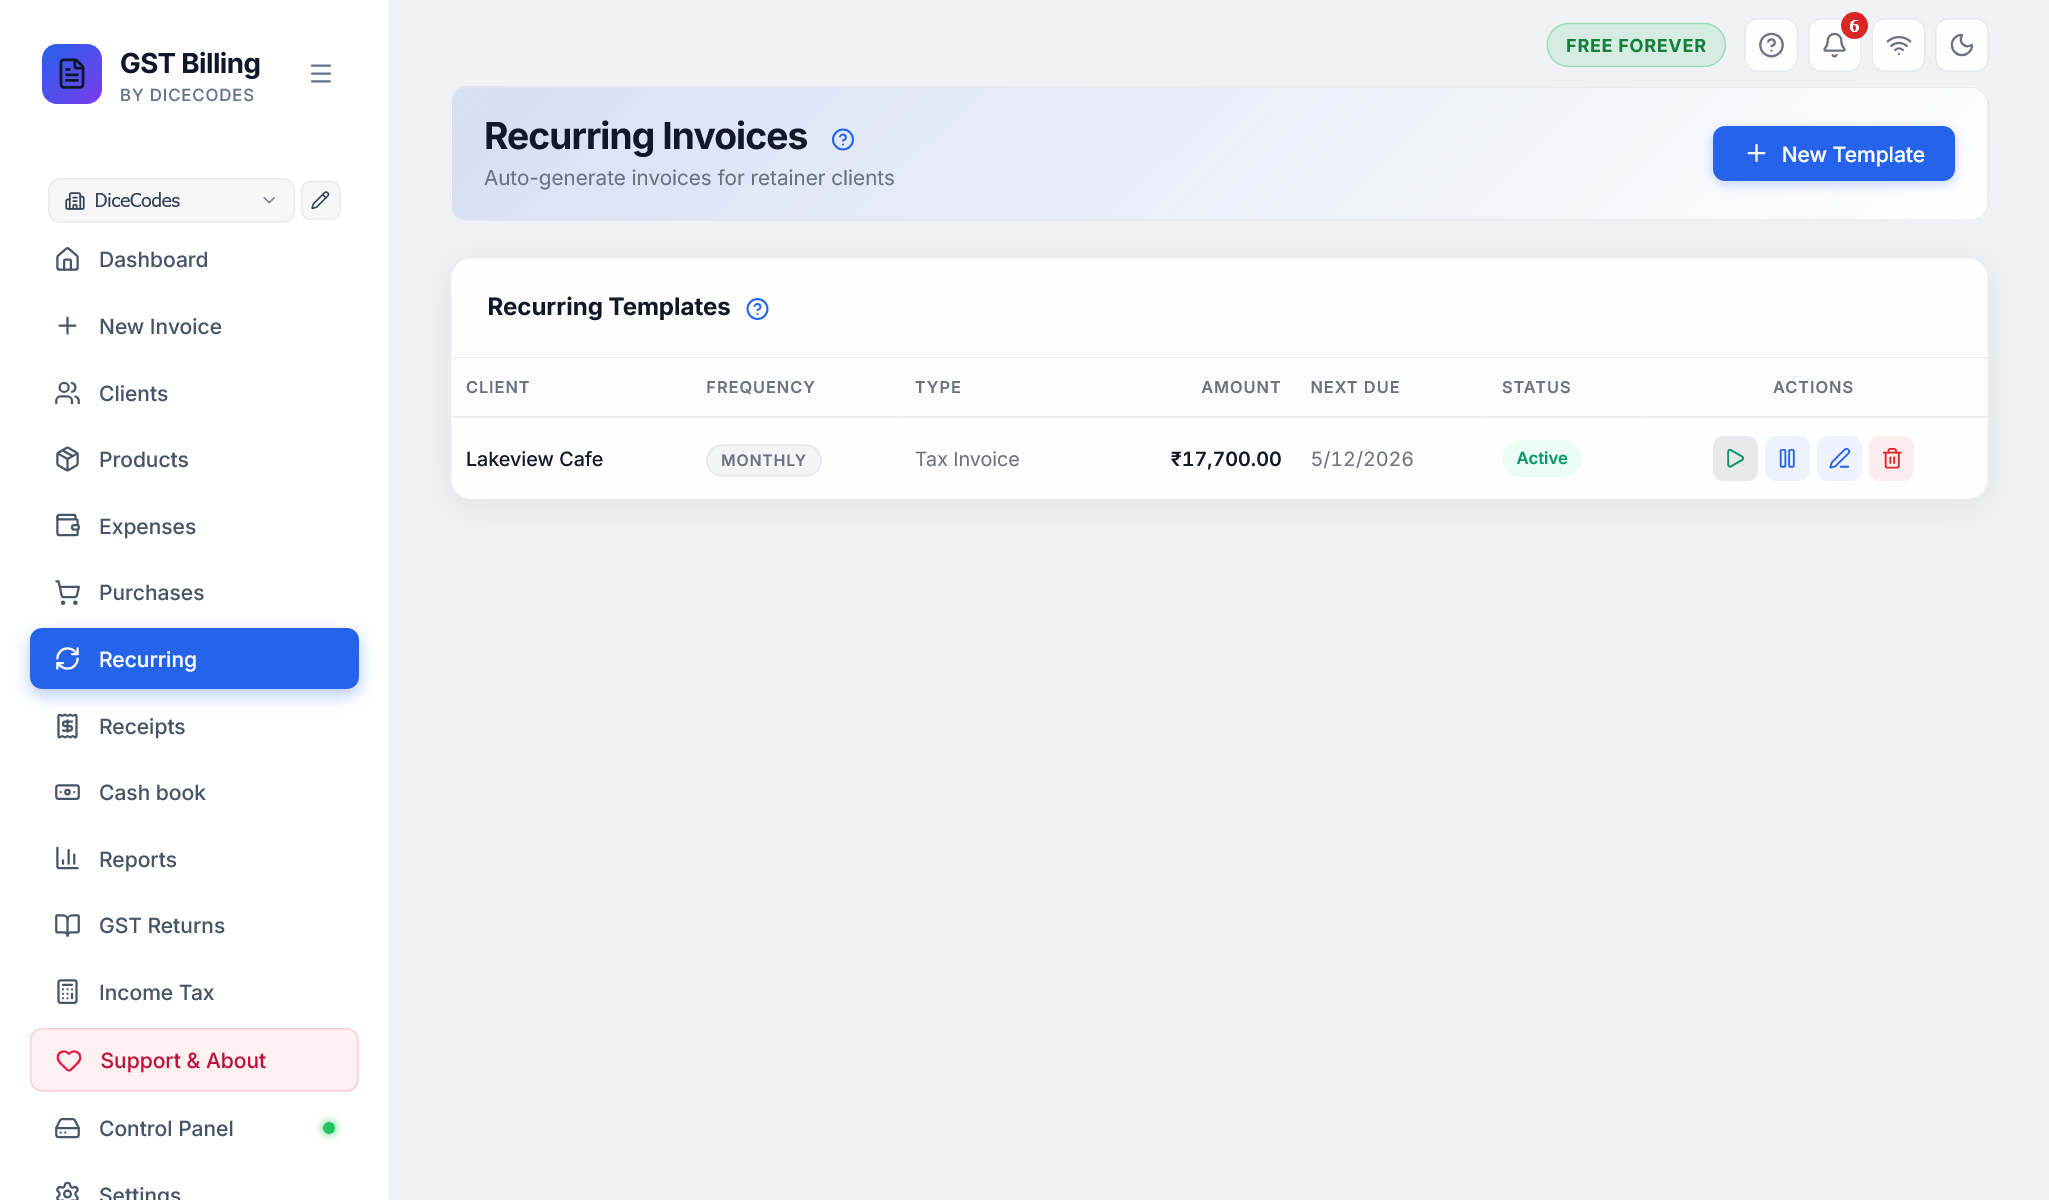 GST Billing
BY DICECODES
DiceCodes
Dashboard
New Invoice
Clients
Products
Expenses
Purchases
Recurring
Receipts
Cash book
Reports
GST Returns
Income Tax
Support & About
Control Panel
Settings
FREE FOREVER
6
Recurring Invoices
Auto-generate invoices for retainer clients
New Template
Recurring Templates
CLIENT FREQUENCY TYPE AMOUNT NEXT DUE STATUS ACTIONS
Lakeview Cafe MONTHLY Tax Invoice ₹17,700.00 5/12/2026 Active